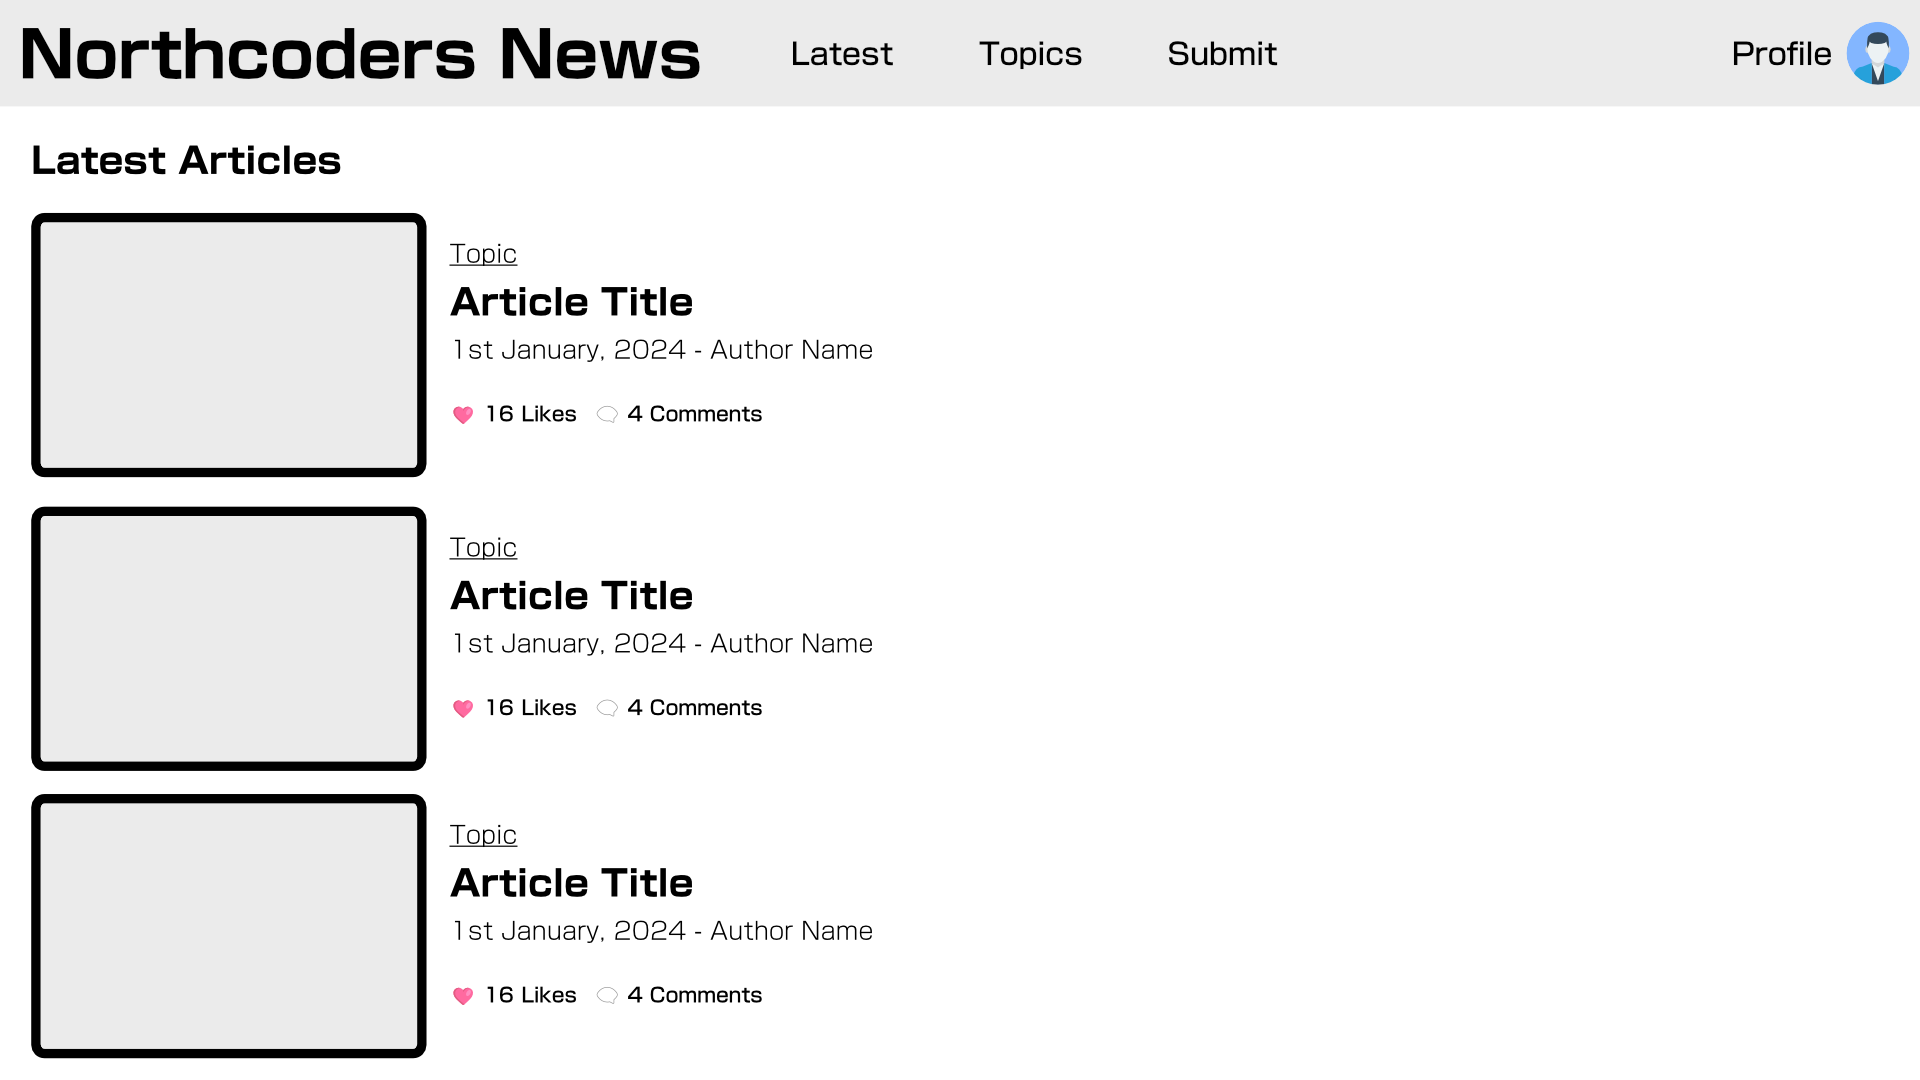 Northcoders News Latest Topics Submit Profile
Latest Articles
Topic
Article Title
1st January, 2024 - Author Name
16 Likes 4 Comments
Topic
Article Title
1st January, 2024 - Author Name
16 Likes 4 Comments
Topic
Article Title
1st January, 2024 - Author Name
16 Likes 4 Comments